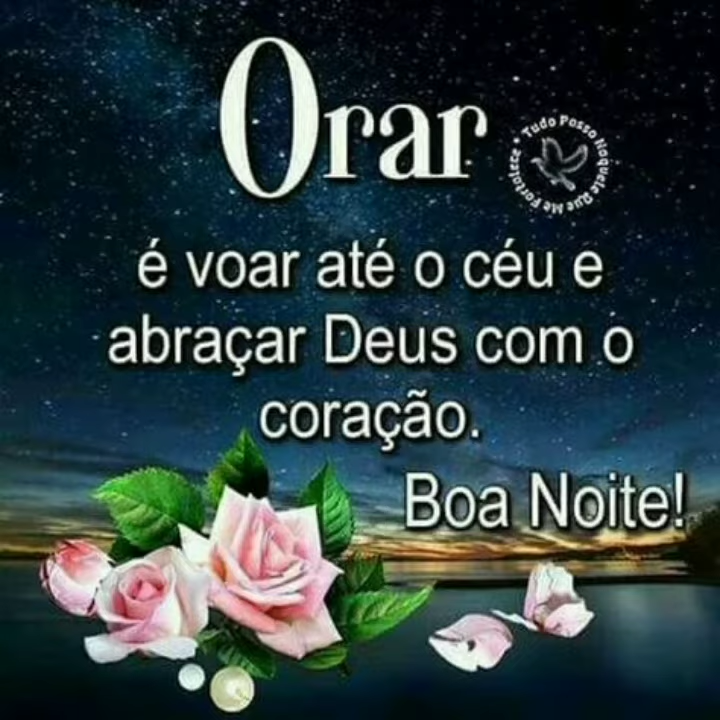 Orar
Tudo Posso Naquele Que Me Fortalece
é voar até o céu e
abraçar Deus com o
coração.
Boa Noite!